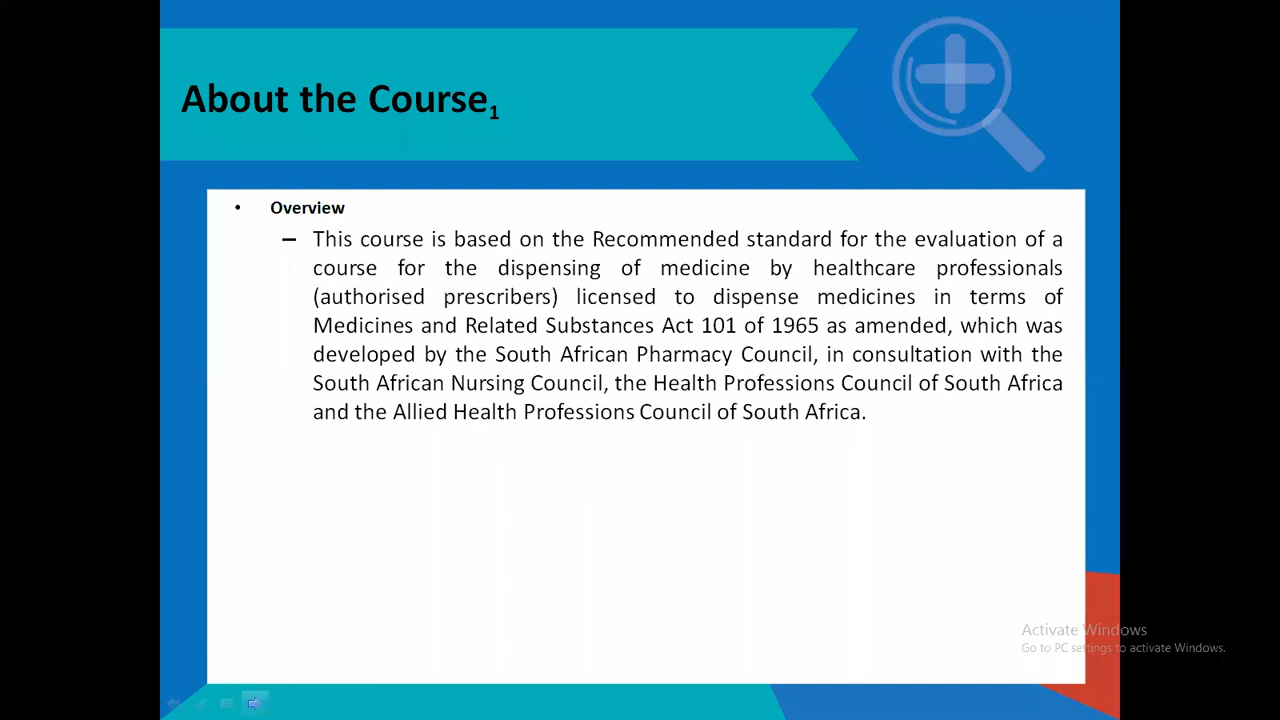 About the Course1
• Overview
– This course is based on the Recommended standard for the evaluation of a
course for the dispensing of medicine by healthcare professionals
(authorised prescribers) licensed to dispense medicines in terms of
Medicines and Related Substances Act 101 of 1965 as amended, which was
developed by the South African Pharmacy Council, in consultation with the
South African Nursing Council, the Health Professions Council of South Africa
and the Allied Health Professions Council of South Africa.
Activate Windows
Go to PC settings to activate Windows.